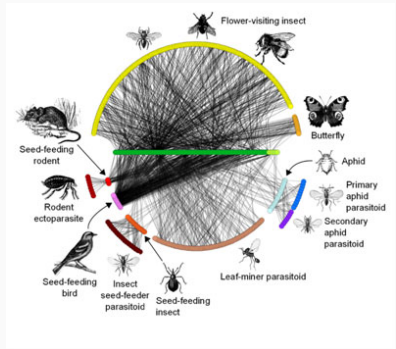 Flower-visiting insect
Butterfly
Seed-feeding
rodent
Aphid
Primary
aphid
parasitoid
Rodent
ectoparasite
Secondary
aphid
parasitoid
Seed-feeding
bird
Insect
seed-feeder
parasitoid
Seed-feeding
insect
Leaf-miner parasitoid